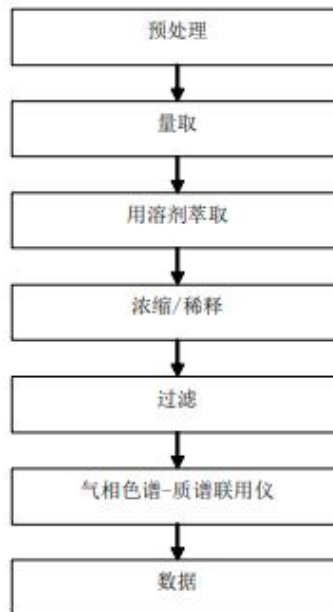 预处理
量取
用溶剂萃取
浓缩/稀释
过滤
气相色谱-质谱联用仪
数据